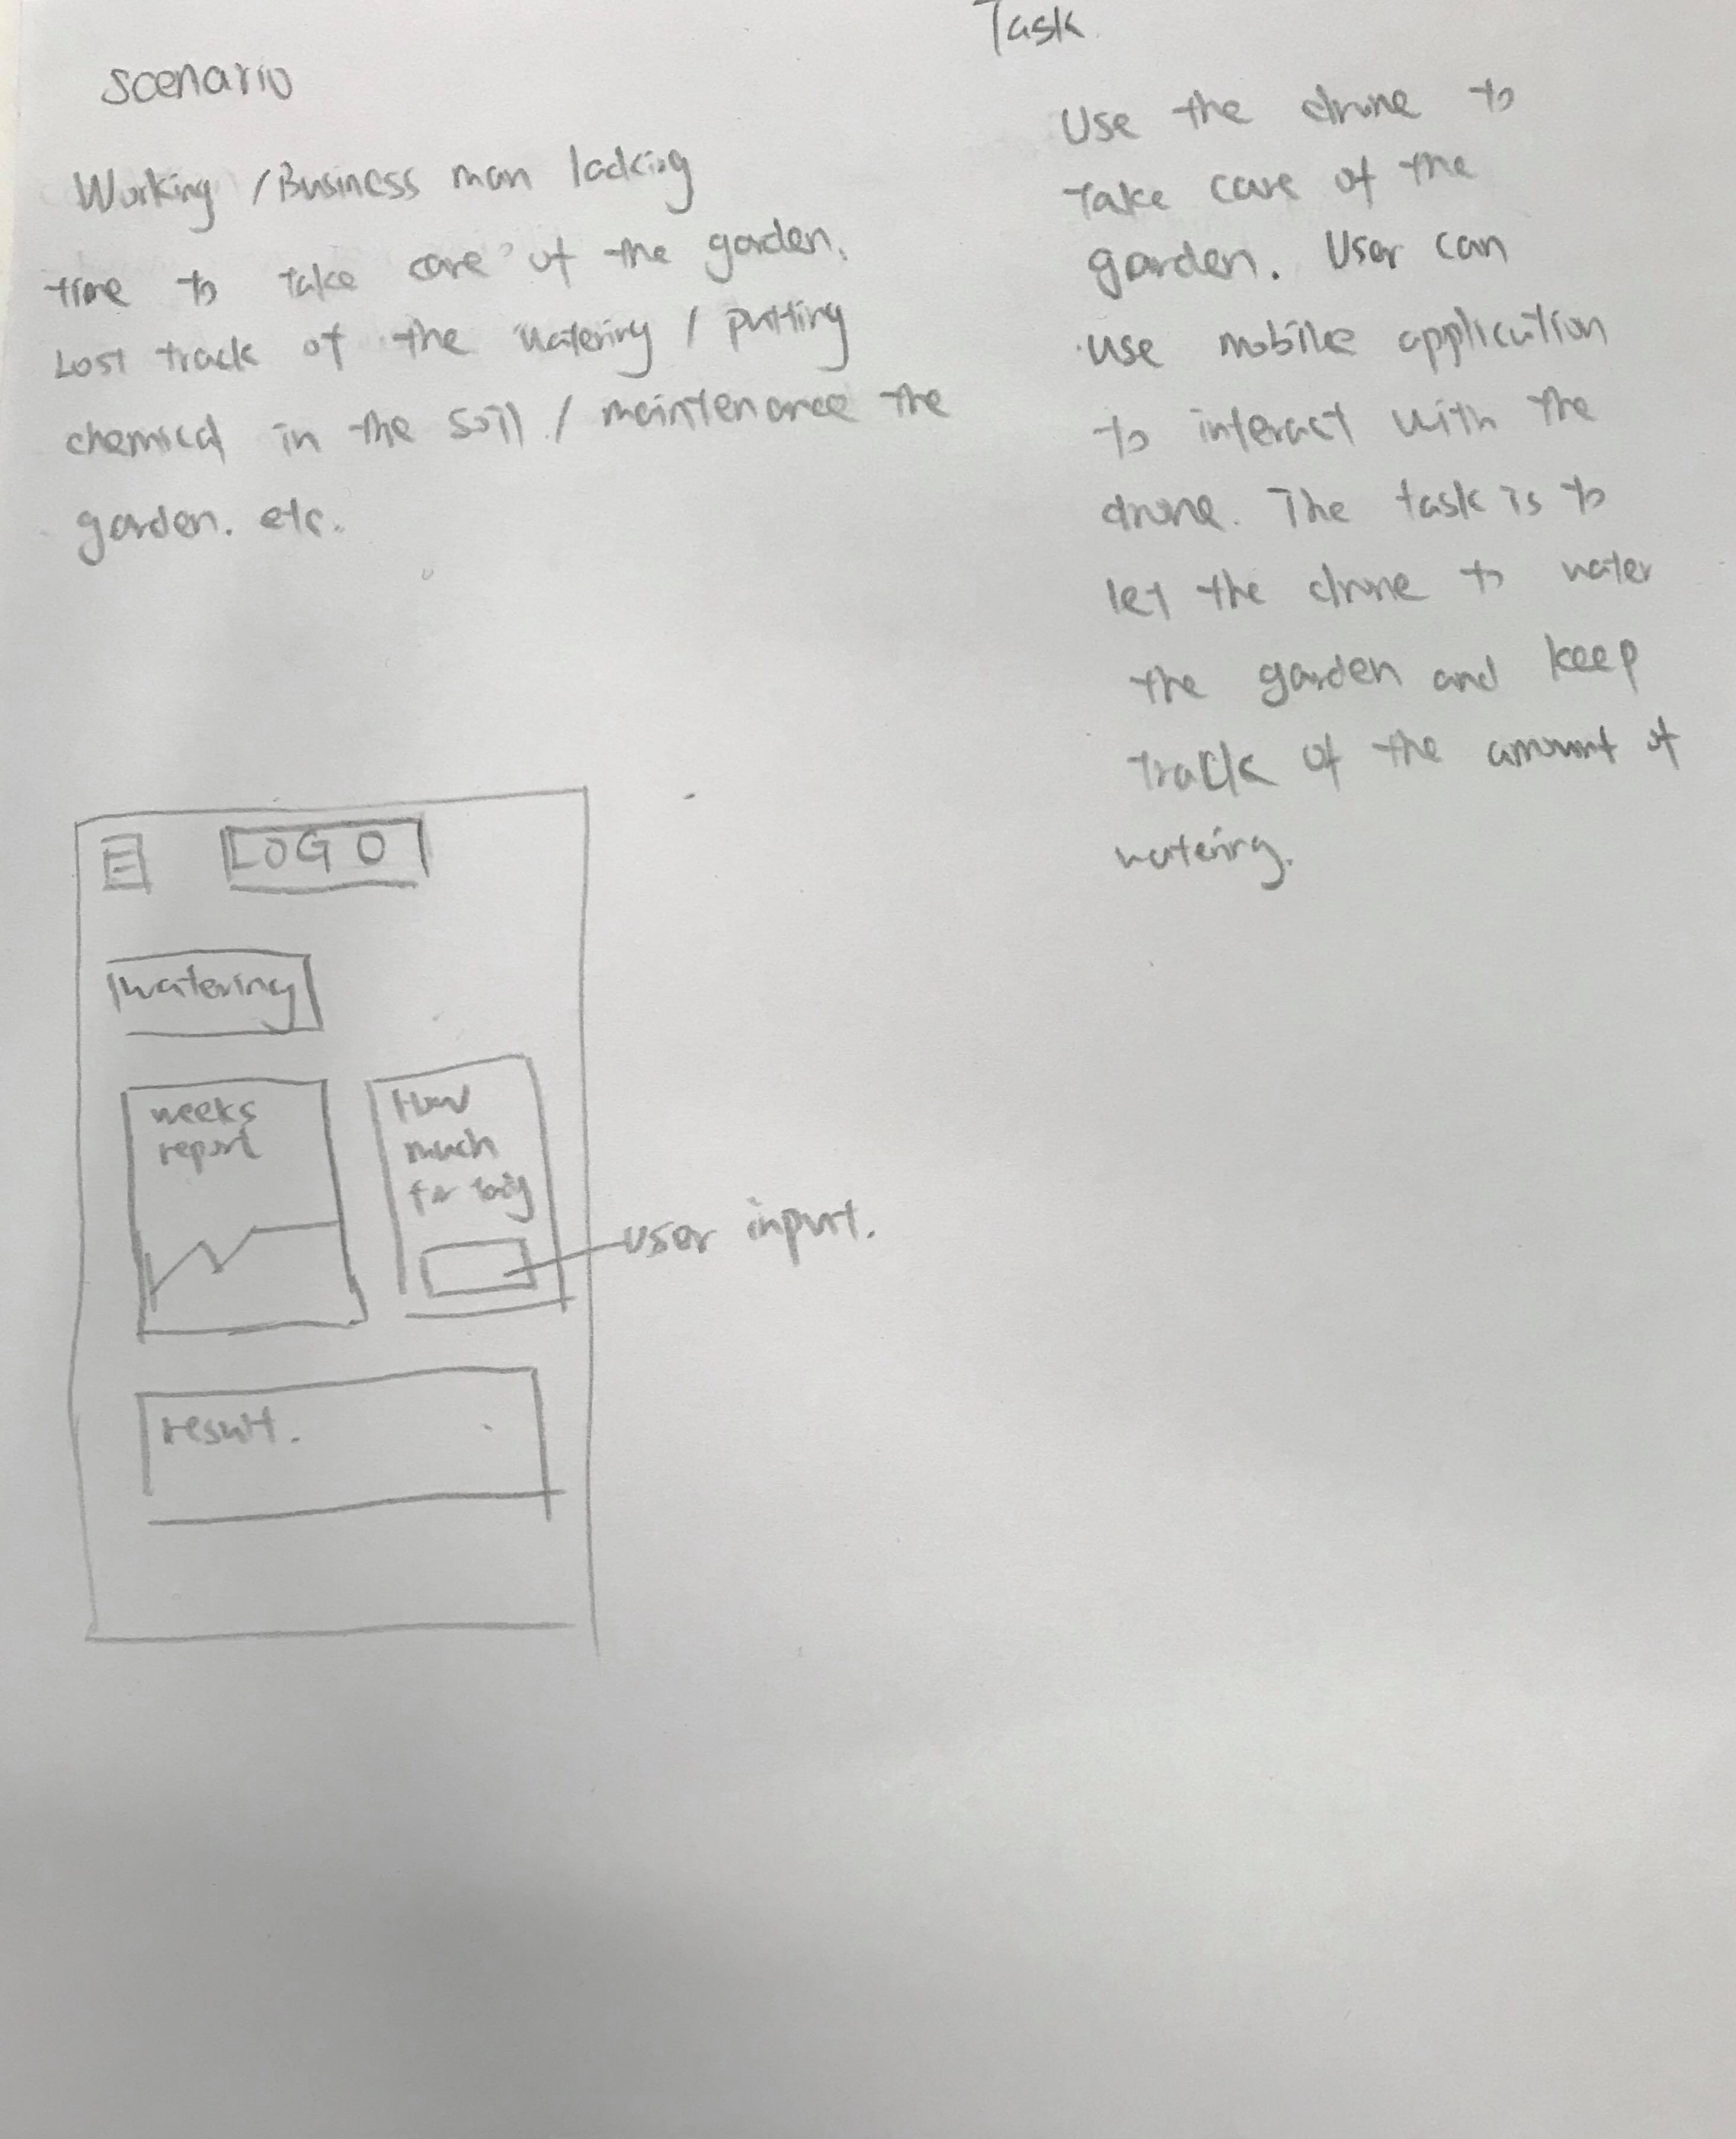 scenario
Working / Business man lacking
time to take care of the garden.
Lost track of the watering / putting
chemical in the soil / maintenance the
garden. etc.
Task
Use the drone to
take care of the
garden. User can
use mobile application
to interact with the
drone. The task is to
let the drone to water
the garden and keep
track of the amount of
watering.
LOGO
watering
weeks
report
How
much
for today
user input.
result.